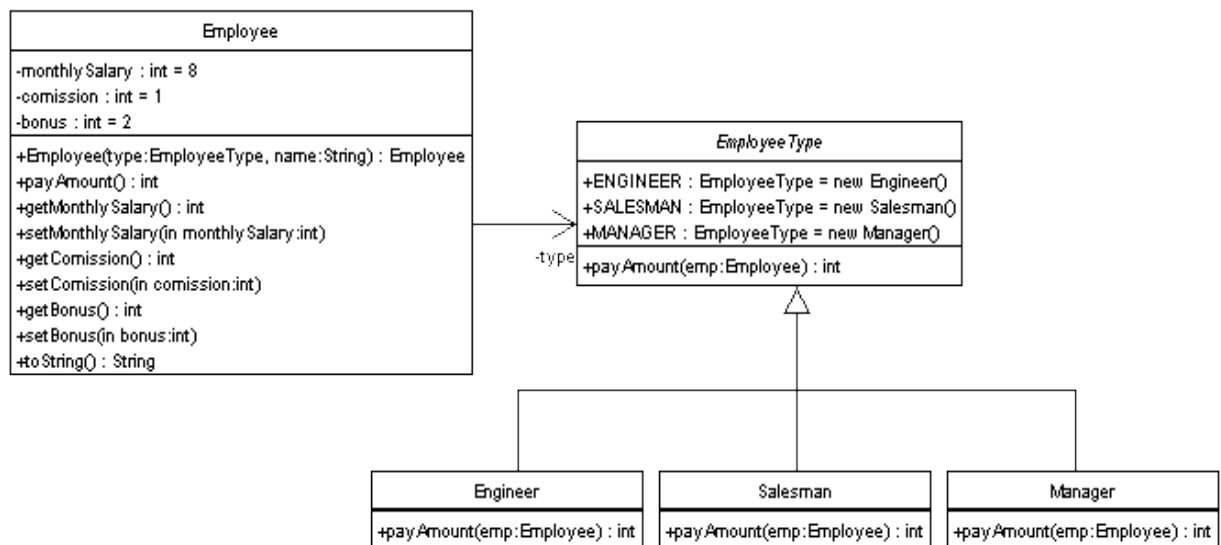 Employee
-monthlySalary : int = 8
-comission : int = 1
-bonus : int = 2
+Employee(type:EmployeeType, name:String) : Employee
+payAmount() : int
+getMonthlySalary() : int
+setMonthlySalary(in monthlySalary:int)
+getComission() : int
+setComission(in comission:int)
+getBonus() : int
+setBonus(in bonus:int)
+toString() : String
-type
EmployeeType
+ENGINEER : EmployeeType = new Engineer()
+SALESMAN : EmployeeType = new Salesman()
+MANAGER : EmployeeType = new Manager()
+payAmount(emp:Employee) : int
Engineer
+payAmount(emp:Employee) : int
Salesman
+payAmount(emp:Employee) : int
Manager
+payAmount(emp:Employee) : int